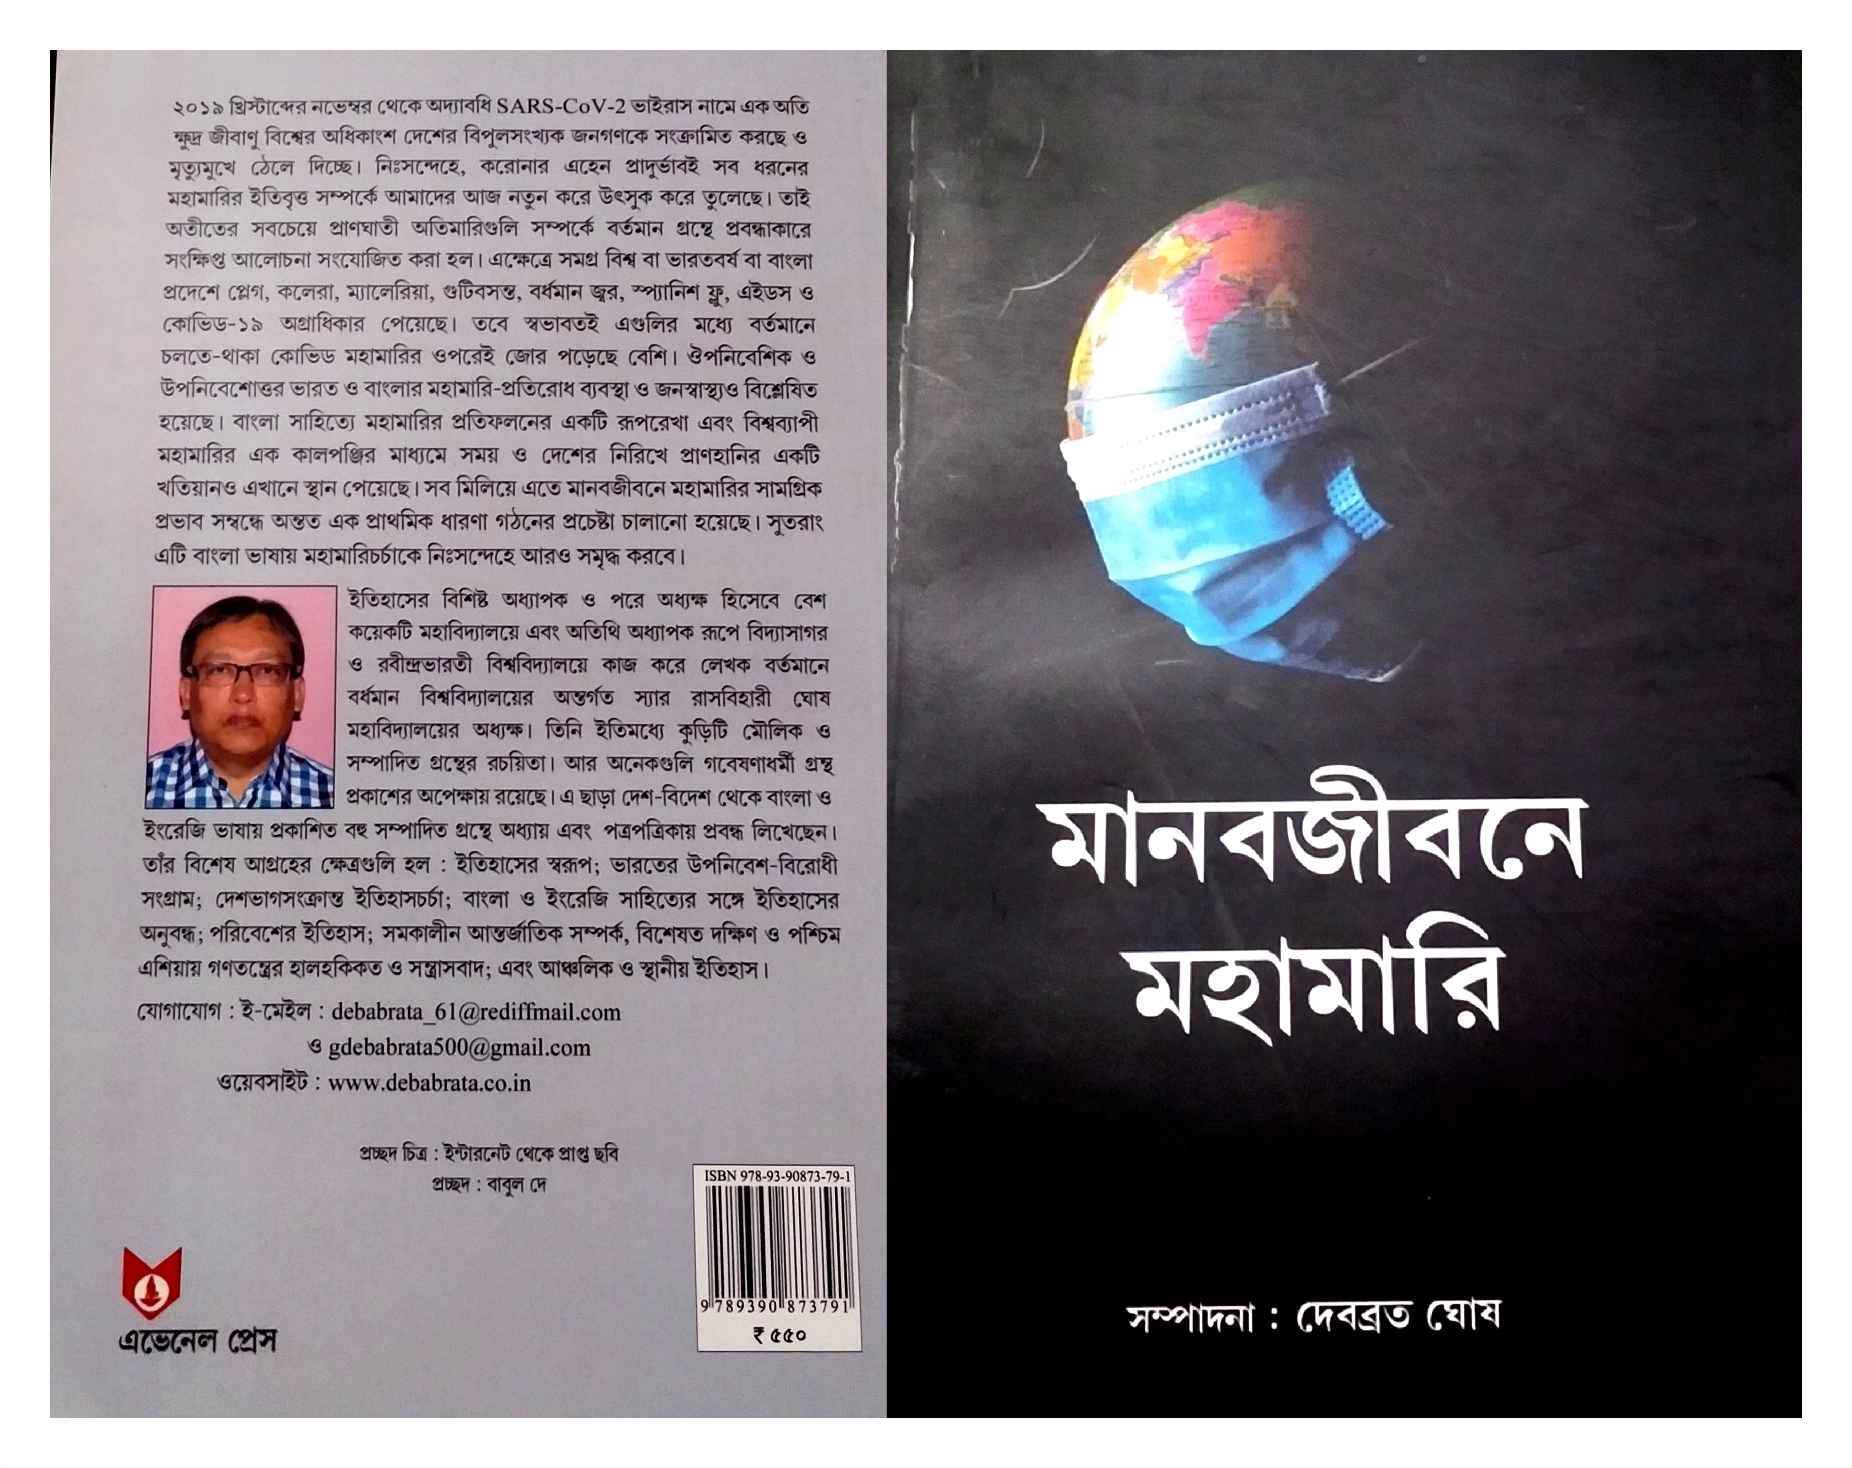 ২০১৯ খ্রিস্টাব্দের নভেম্বর থেকে অদ্যাবধি SARS-CoV-2 ভাইরাস নামে এক অতি
ক্ষুদ্র জীবাণু বিশ্বের অধিকাংশ দেশের বিপুলসংখ্যক জনগণকে সংক্রামিত করছে ও
মৃত্যুমুখে ঠেলে দিচ্ছে। নিঃসন্দেহে, করোনার এহেন প্রাদুর্ভাবই সব ধরনের
মহামারির ইতিবৃত্ত সম্পর্কে আমাদের আজ নতুন করে উৎসুক করে তুলেছে। তাই
অতীতের সবচেয়ে প্রাণঘাতী অতিমারিগুলি সম্পর্কে বর্তমান গ্রন্থে প্রবন্ধাকারে
সংক্ষিপ্ত আলোচনা সংযোজিত করা হল। এক্ষেত্রে সমগ্র বিশ্ব বা ভারতবর্ষ বা বাংলা
প্রদেশে প্লেগ, কলেরা, ম্যালেরিয়া, গুটিবসন্ত, বর্ধমান জ্বর, স্প্যানিশ ফ্লু, এইডস ও
কোভিড-১৯ অগ্রাধিকার পেয়েছে। তবে স্বভাবতই এগুলির মধ্যে বর্তমানে
চলতে-থাকা কোভিড মহামারির ওপরেই জোর পড়েছে বেশি। ঔপনিবেশিক ও
উপনিবেশোত্তর ভারত ও বাংলার মহামারি-প্রতিরোধ ব্যবস্থা ও জনস্বাস্থ্যও বিশ্লেষিত
হয়েছে। বাংলা সাহিত্যে মহামারির প্রতিফলনের একটি রূপরেখা এবং বিশ্বব্যাপী
মহামারির এক কালপঞ্জির মাধ্যমে সময় ও দেশের নিরিখে প্রাণহানির একটি
খতিয়ানও এখানে স্থান পেয়েছে। সব মিলিয়ে এতে মানবজীবনে মহামারির সামগ্রিক
প্রভাব সম্বন্ধে অন্তত এক প্রাথমিক ধারণা গঠনের প্রচেষ্টা চালানো হয়েছে। সুতরাং
এটি বাংলা ভাষায় মহামারিচর্চাকে নিঃসন্দেহে আরও সমৃদ্ধ করবে।
ইতিহাসের বিশিষ্ট অধ্যাপক ও পরে অধ্যক্ষ হিসেবে বেশ
কয়েকটি মহাবিদ্যালয়ে এবং অতিথি অধ্যাপক রূপে বিদ্যাসাগর
ও রবীন্দ্রভারতী বিশ্ববিদ্যালয়ে কাজ করে লেখক বর্তমানে
বর্ধমান বিশ্ববিদ্যালয়ের অন্তর্গত স্যার রাসবিহারী ঘোষ
মহাবিদ্যালয়ের অধ্যক্ষ। তিনি ইতিমধ্যে কুড়িটি মৌলিক ও
সম্পাদিত গ্রন্থের রচয়িতা। আর অনেকগুলি গবেষণাধর্মী গ্রন্থ
প্রকাশের অপেক্ষায় রয়েছে। এ ছাড়া দেশ-বিদেশ থেকে বাংলা ও
ইংরেজি ভাষায় প্রকাশিত বহু সম্পাদিত গ্রন্থে অধ্যায় এবং পত্রপত্রিকায় প্রবন্ধ লিখেছেন।
তাঁর বিশেষ আগ্রহের ক্ষেত্রগুলি হল : ইতিহাসের স্বরূপ; ভারতের উপনিবেশ-বিরোধী
সংগ্রাম; দেশভাগসংক্রান্ত ইতিহাসচর্চা; বাংলা ও ইংরেজি সাহিত্যের সঙ্গে ইতিহাসের
অনুবন্ধ; পরিবেশের ইতিহাস; সমকালীন আন্তর্জাতিক সম্পর্ক, বিশেষত দক্ষিণ ও পশ্চিম
এশিয়ায় গণতন্ত্রের হালহকিকত ও সন্ত্রাসবাদ; এবং আঞ্চলিক ও স্থানীয় ইতিহাস।
যোগাযোগ : ই-মেইল : debabrata_61@rediffmail.com
ও gdebabrata500@gmail.com
ওয়েবসাইট : www.debabrata.co.in
প্রচ্ছদ চিত্র : ইন্টারনেট থেকে প্রাপ্ত ছবি
প্রচ্ছদ : বাবুল দে
ISBN 978-93-90873-79-1
9 789390 873791
₹ ৫৫০
এভেনেল প্রেস
মানবজীবনে
মহামারি
সম্পাদনা : দেবব্রত ঘোষ